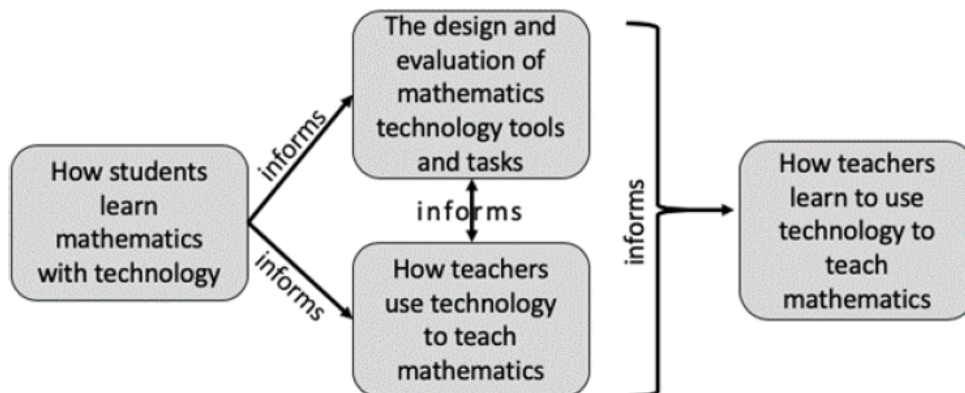 How students
learn
mathematics
with technology
informs
informs
The design and
evaluation of
mathematics
technology tools
and tasks
informs
How teachers
use technology
to teach
mathematics
informs
How teachers
learn to use
technology to
teach
mathematics